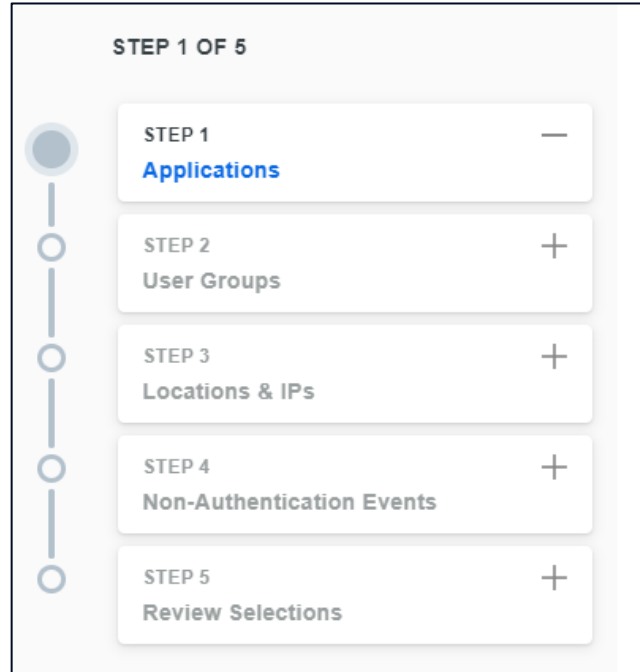 STEP 1 OF 5
STEP 1
Applications
STEP 2
User Groups
STEP 3
Locations & IPs
STEP 4
Non-Authentication Events
STEP 5
Review Selections